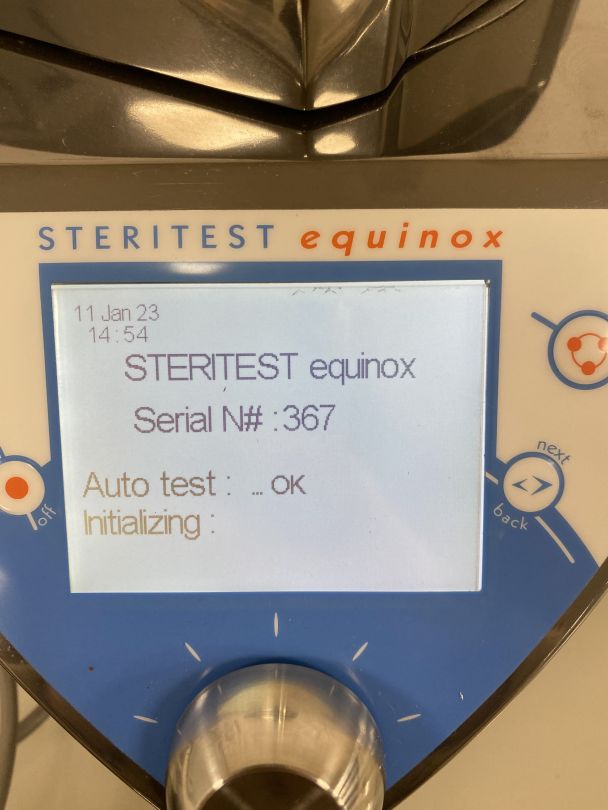 STERITEST equinox
11 Jan 23
14:54
STERITEST equinox
Serial N# :367
Auto test : ... OK
Initializing :
off
next
back